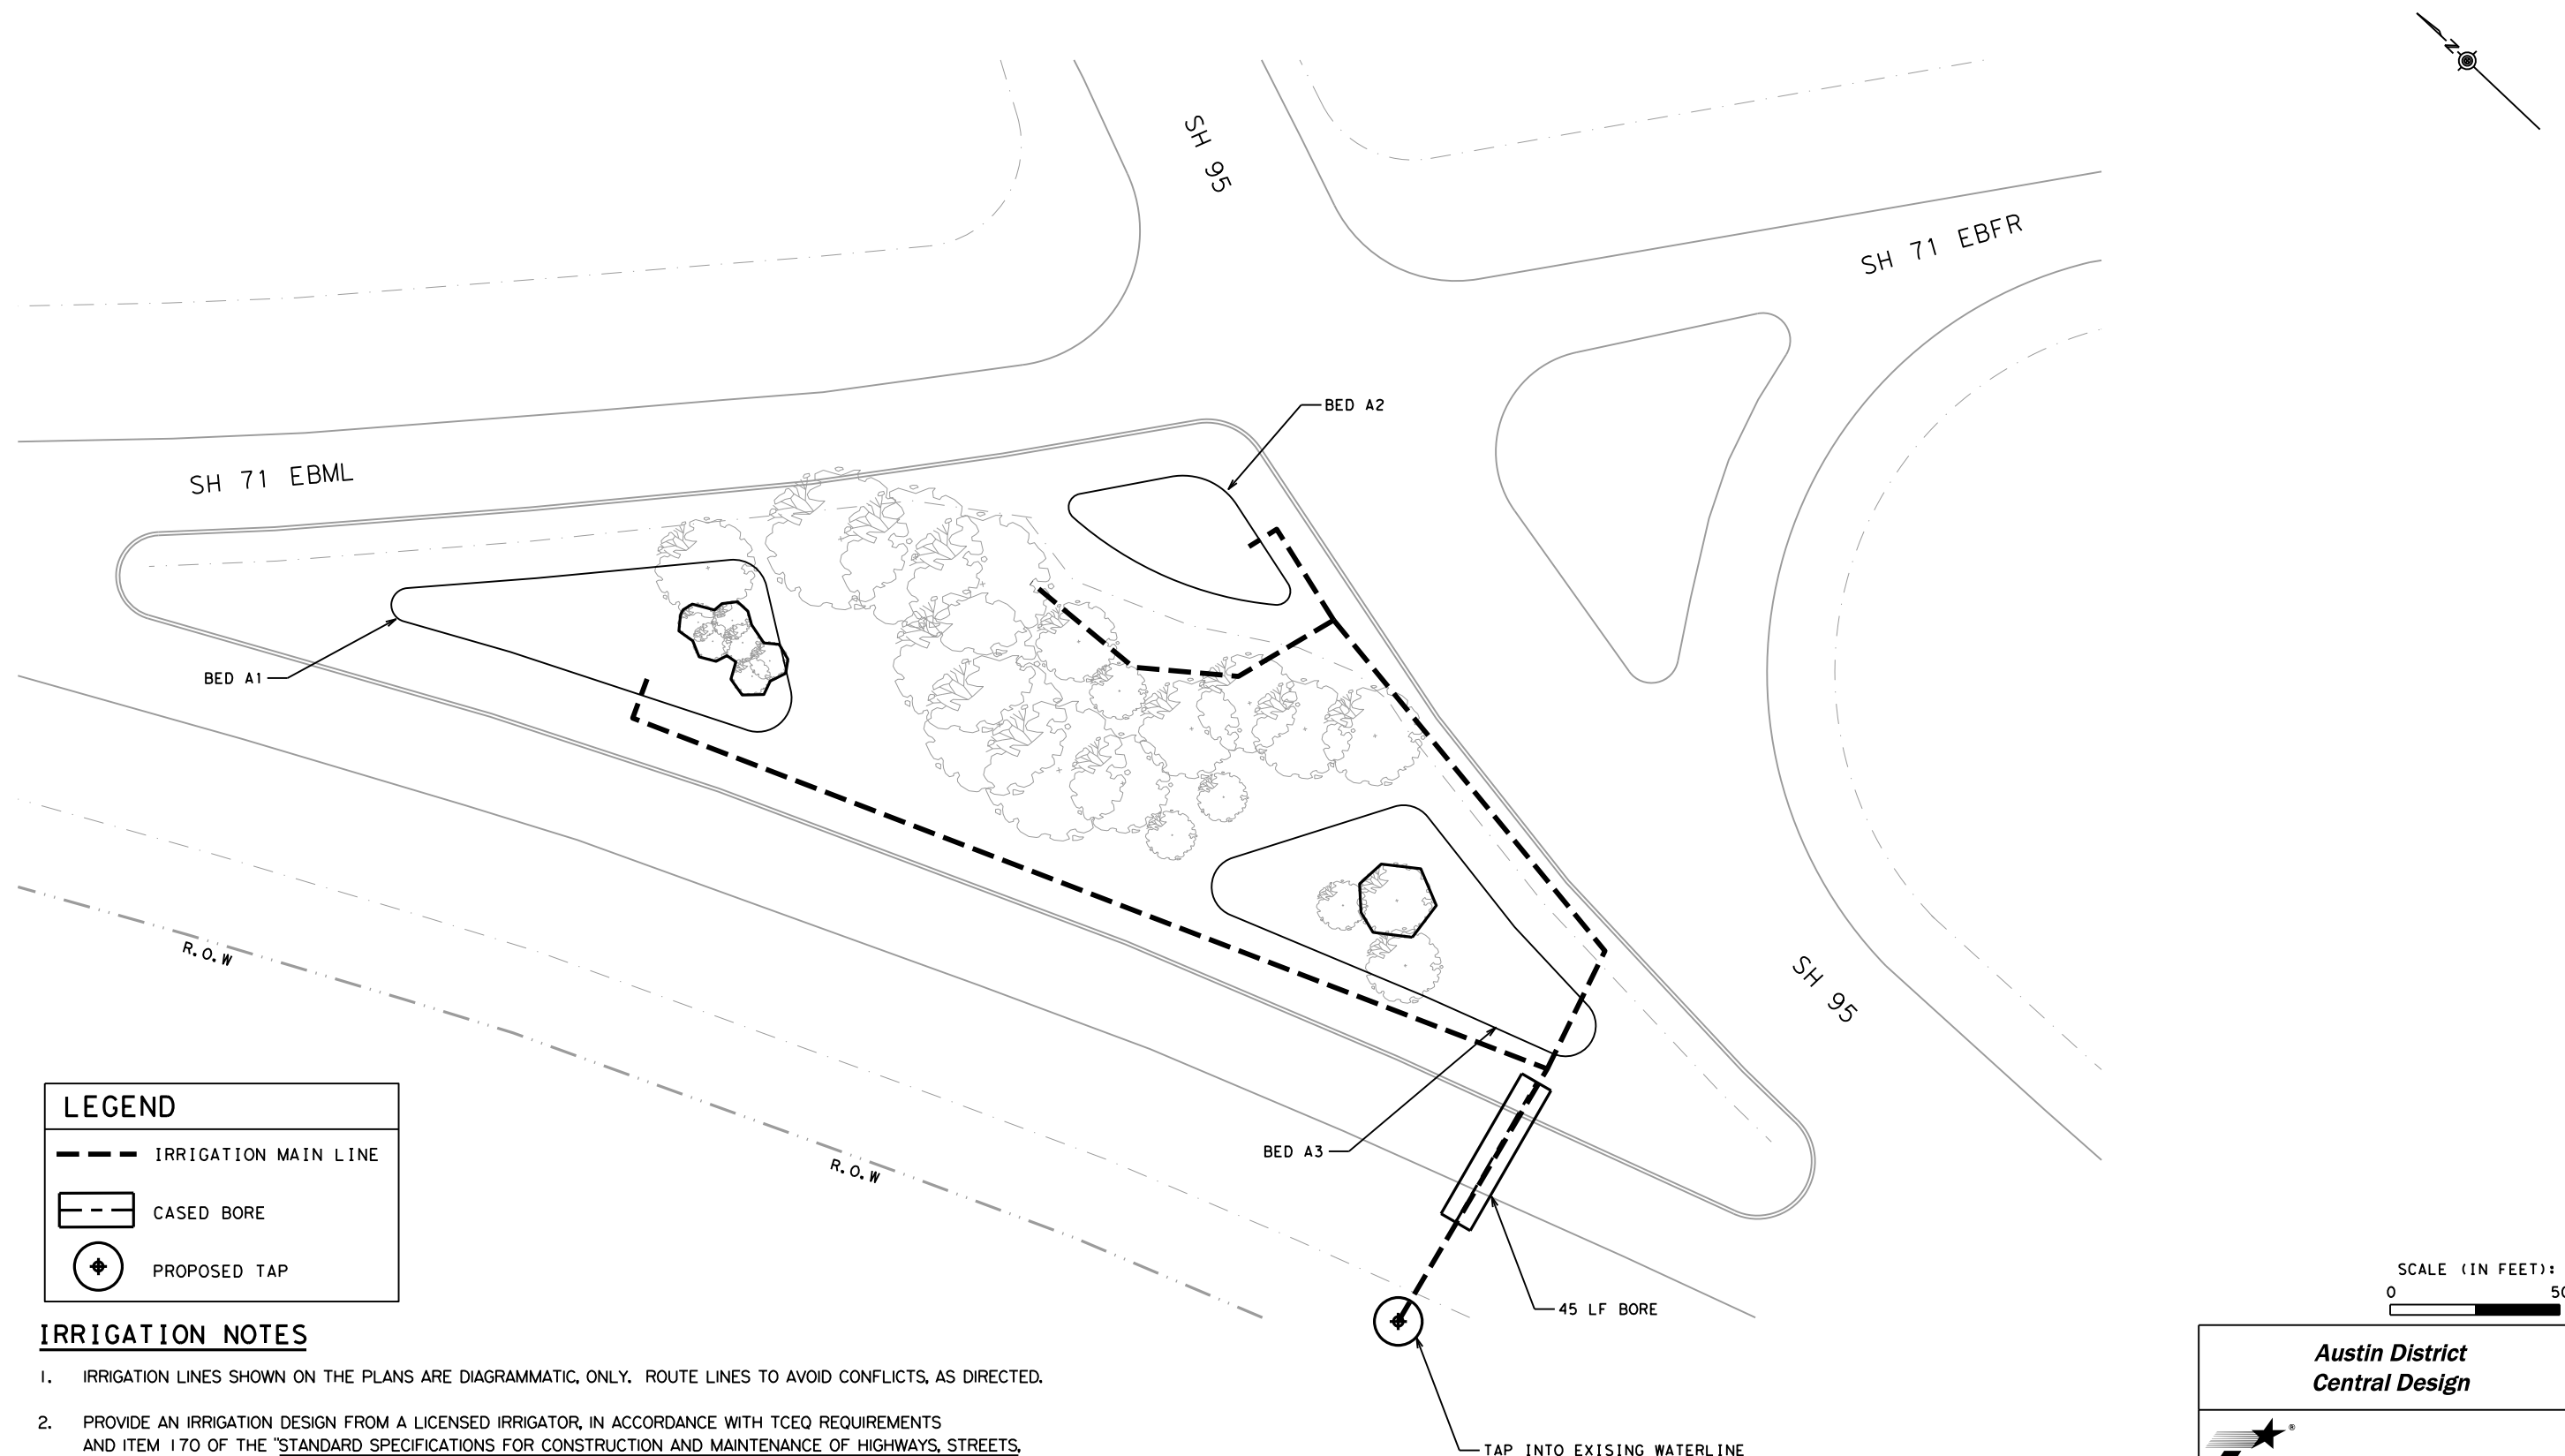 N
SH 95
SH 71 EBFR
BED A2
SH 71 EBML
BED A1
R.O.W
SH 95
LEGEND
IRRIGATION MAIN LINE
CASED BORE
PROPOSED TAP
BED A3
R.O.W
45 LF BORE
TAP INTO EXISING WATERLINE
SCALE (IN FEET):
0
Austin District
Central Design
®
IRRIGATION NOTES
1. IRRIGATION LINES SHOWN ON THE PLANS ARE DIAGRAMMATIC, ONLY. ROUTE LINES TO AVOID CONFLICTS, AS DIRECTED.
2. PROVIDE AN IRRIGATION DESIGN FROM A LICENSED IRRIGATOR, IN ACCORDANCE WITH TCEQ REQUIREMENTS
AND ITEM 170 OF THE "STANDARD SPECIFICATIONS FOR CONSTRUCTION AND MAINTENANCE OF HIGHWAYS, STREETS,